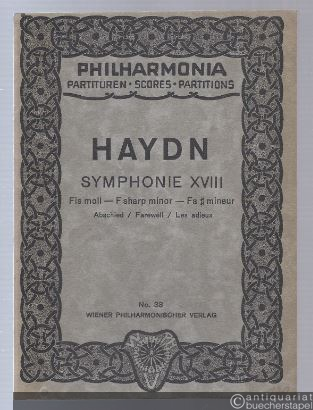 PHILHARMONIA
PARTITUREN · SCORES · PARTITIONS
HAYDN
SYMPHONIE XVIII
Fis moll — F sharp minor — Fa ♯ mineur
Abschied / Farewell / Les adieux
No. 38
WIENER PHILHARMONISCHER VERLAG
antiquariat
buecherstapel